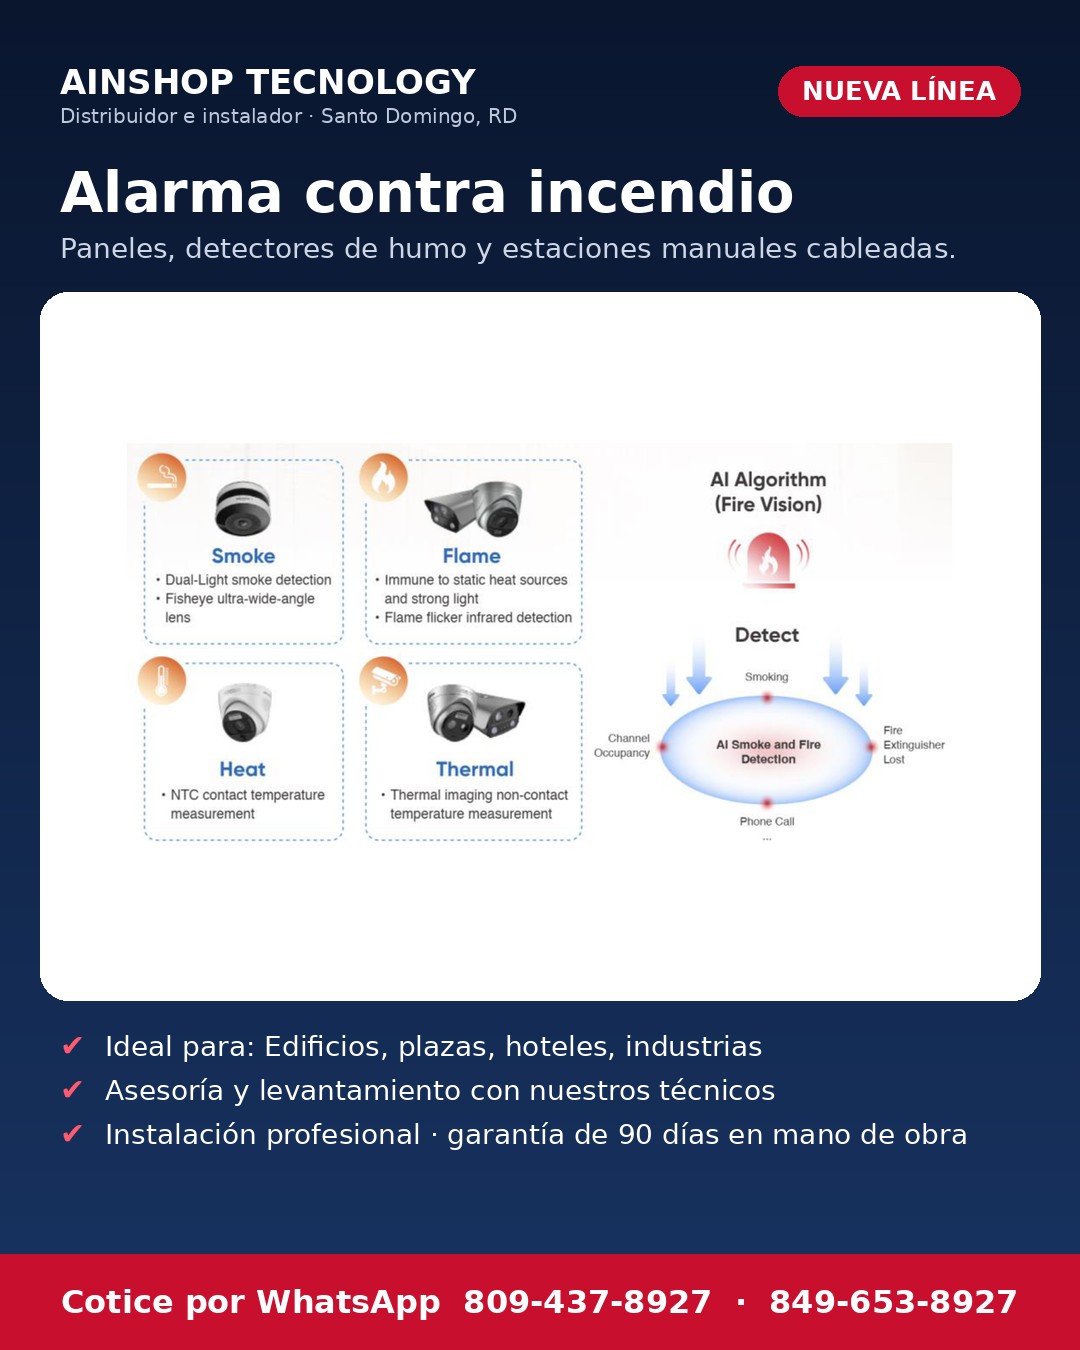 AINSHOP TECNOLOGY
Distribuidor e instalador · Santo Domingo, RD
NUEVA LÍNEA
Alarma contra incendio
Paneles, detectores de humo y estaciones manuales cableadas.
Smoke
• Dual-Light smoke detection
• Fisheye ultra-wide-angle
lens
Flame
• Immune to static heat sources
and strong light
• Flame flicker infrared detection
Heat
• NTC contact temperature
measurement
Thermal
• Thermal imaging non-contact
temperature measurement
AI Algorithm
(Fire Vision)
Detect
Smoking
Channel
Occupancy
AI Smoke and Fire
Detection
Fire
Extinguisher
Lost
Phone Call
...
✔ Ideal para: Edificios, plazas, hoteles, industrias
✔ Asesoría y levantamiento con nuestros técnicos
✔ Instalación profesional · garantía de 90 días en mano de obra
Cotice por WhatsApp 809-437-8927 · 849-653-8927